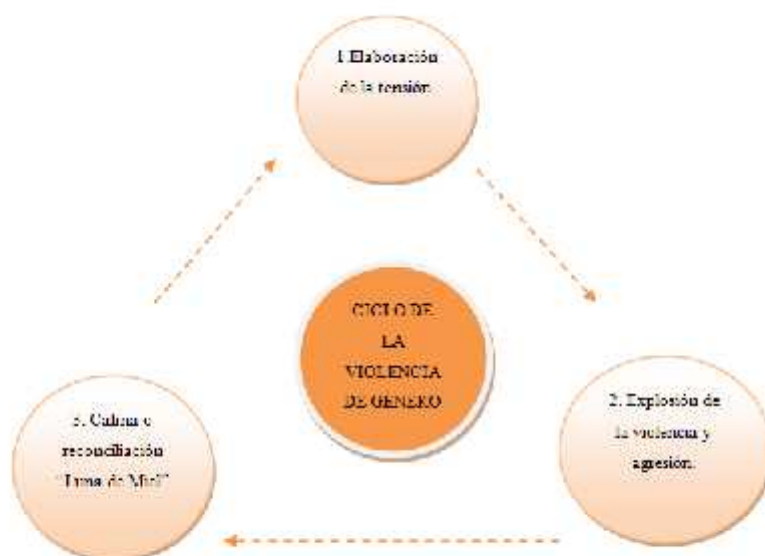 1.Elaboración
de la tensión
CICLO DE
LA
VIOLENCIA
DE GENERO
2. Explosión de
la violencia y
agresión.
3. Calma o
reconciliación
"Luna de Miel"